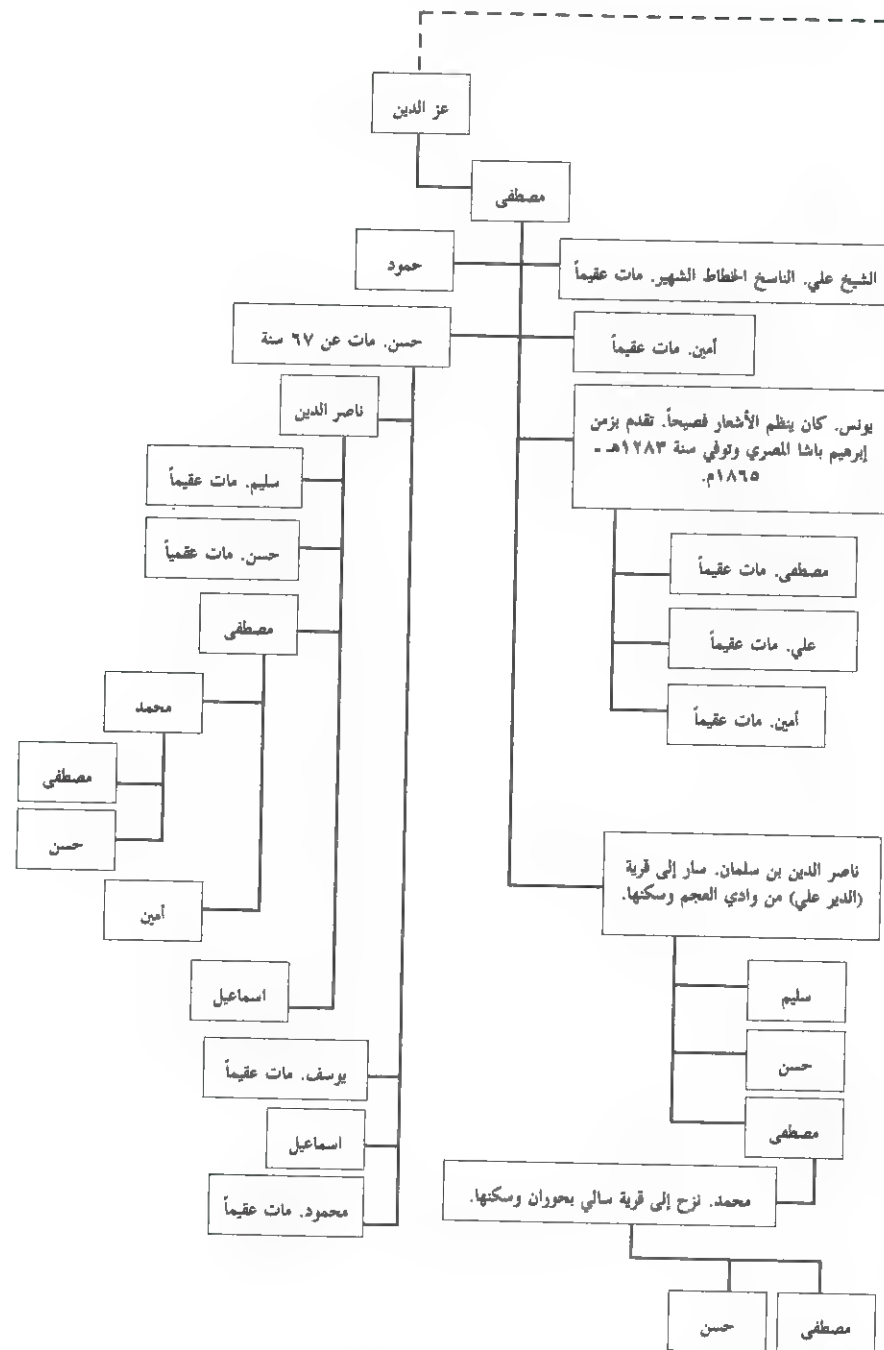 عز الدين
مصطفى
حمود
الشيخ علي. الناسخ الخطاط الشهير. مات عقيماً
حسن. مات عن ٦٧ سنة
أمين. مات عقيماً
ناصر الدين
يونس. كان ينظم الأشعار فصيحاً. تقدم بزمن
إبرهيم باشا المصري وتوفي سنة ١٢٨٣هـ ـ
١٨٦٥م.
سليم. مات عقيماً
حسن. مات عقمياً
مصطفى. مات عقيماً
مصطفى
علي. مات عقيماً
محمد
أمين. مات عقيماً
مصطفى
حسن
ناصر الدين بن سلمان. سار إلى قرية
(الدير علي) من وادي العجم وسكنها.
أمين
اسماعيل
سليم
يوسف. مات عقيماً
حسن
اسماعيل
مصطفى
محمود. مات عقيماً
محمد. نزح إلى قرية سالي بحوران وسكنها.
مصطفى
حسن